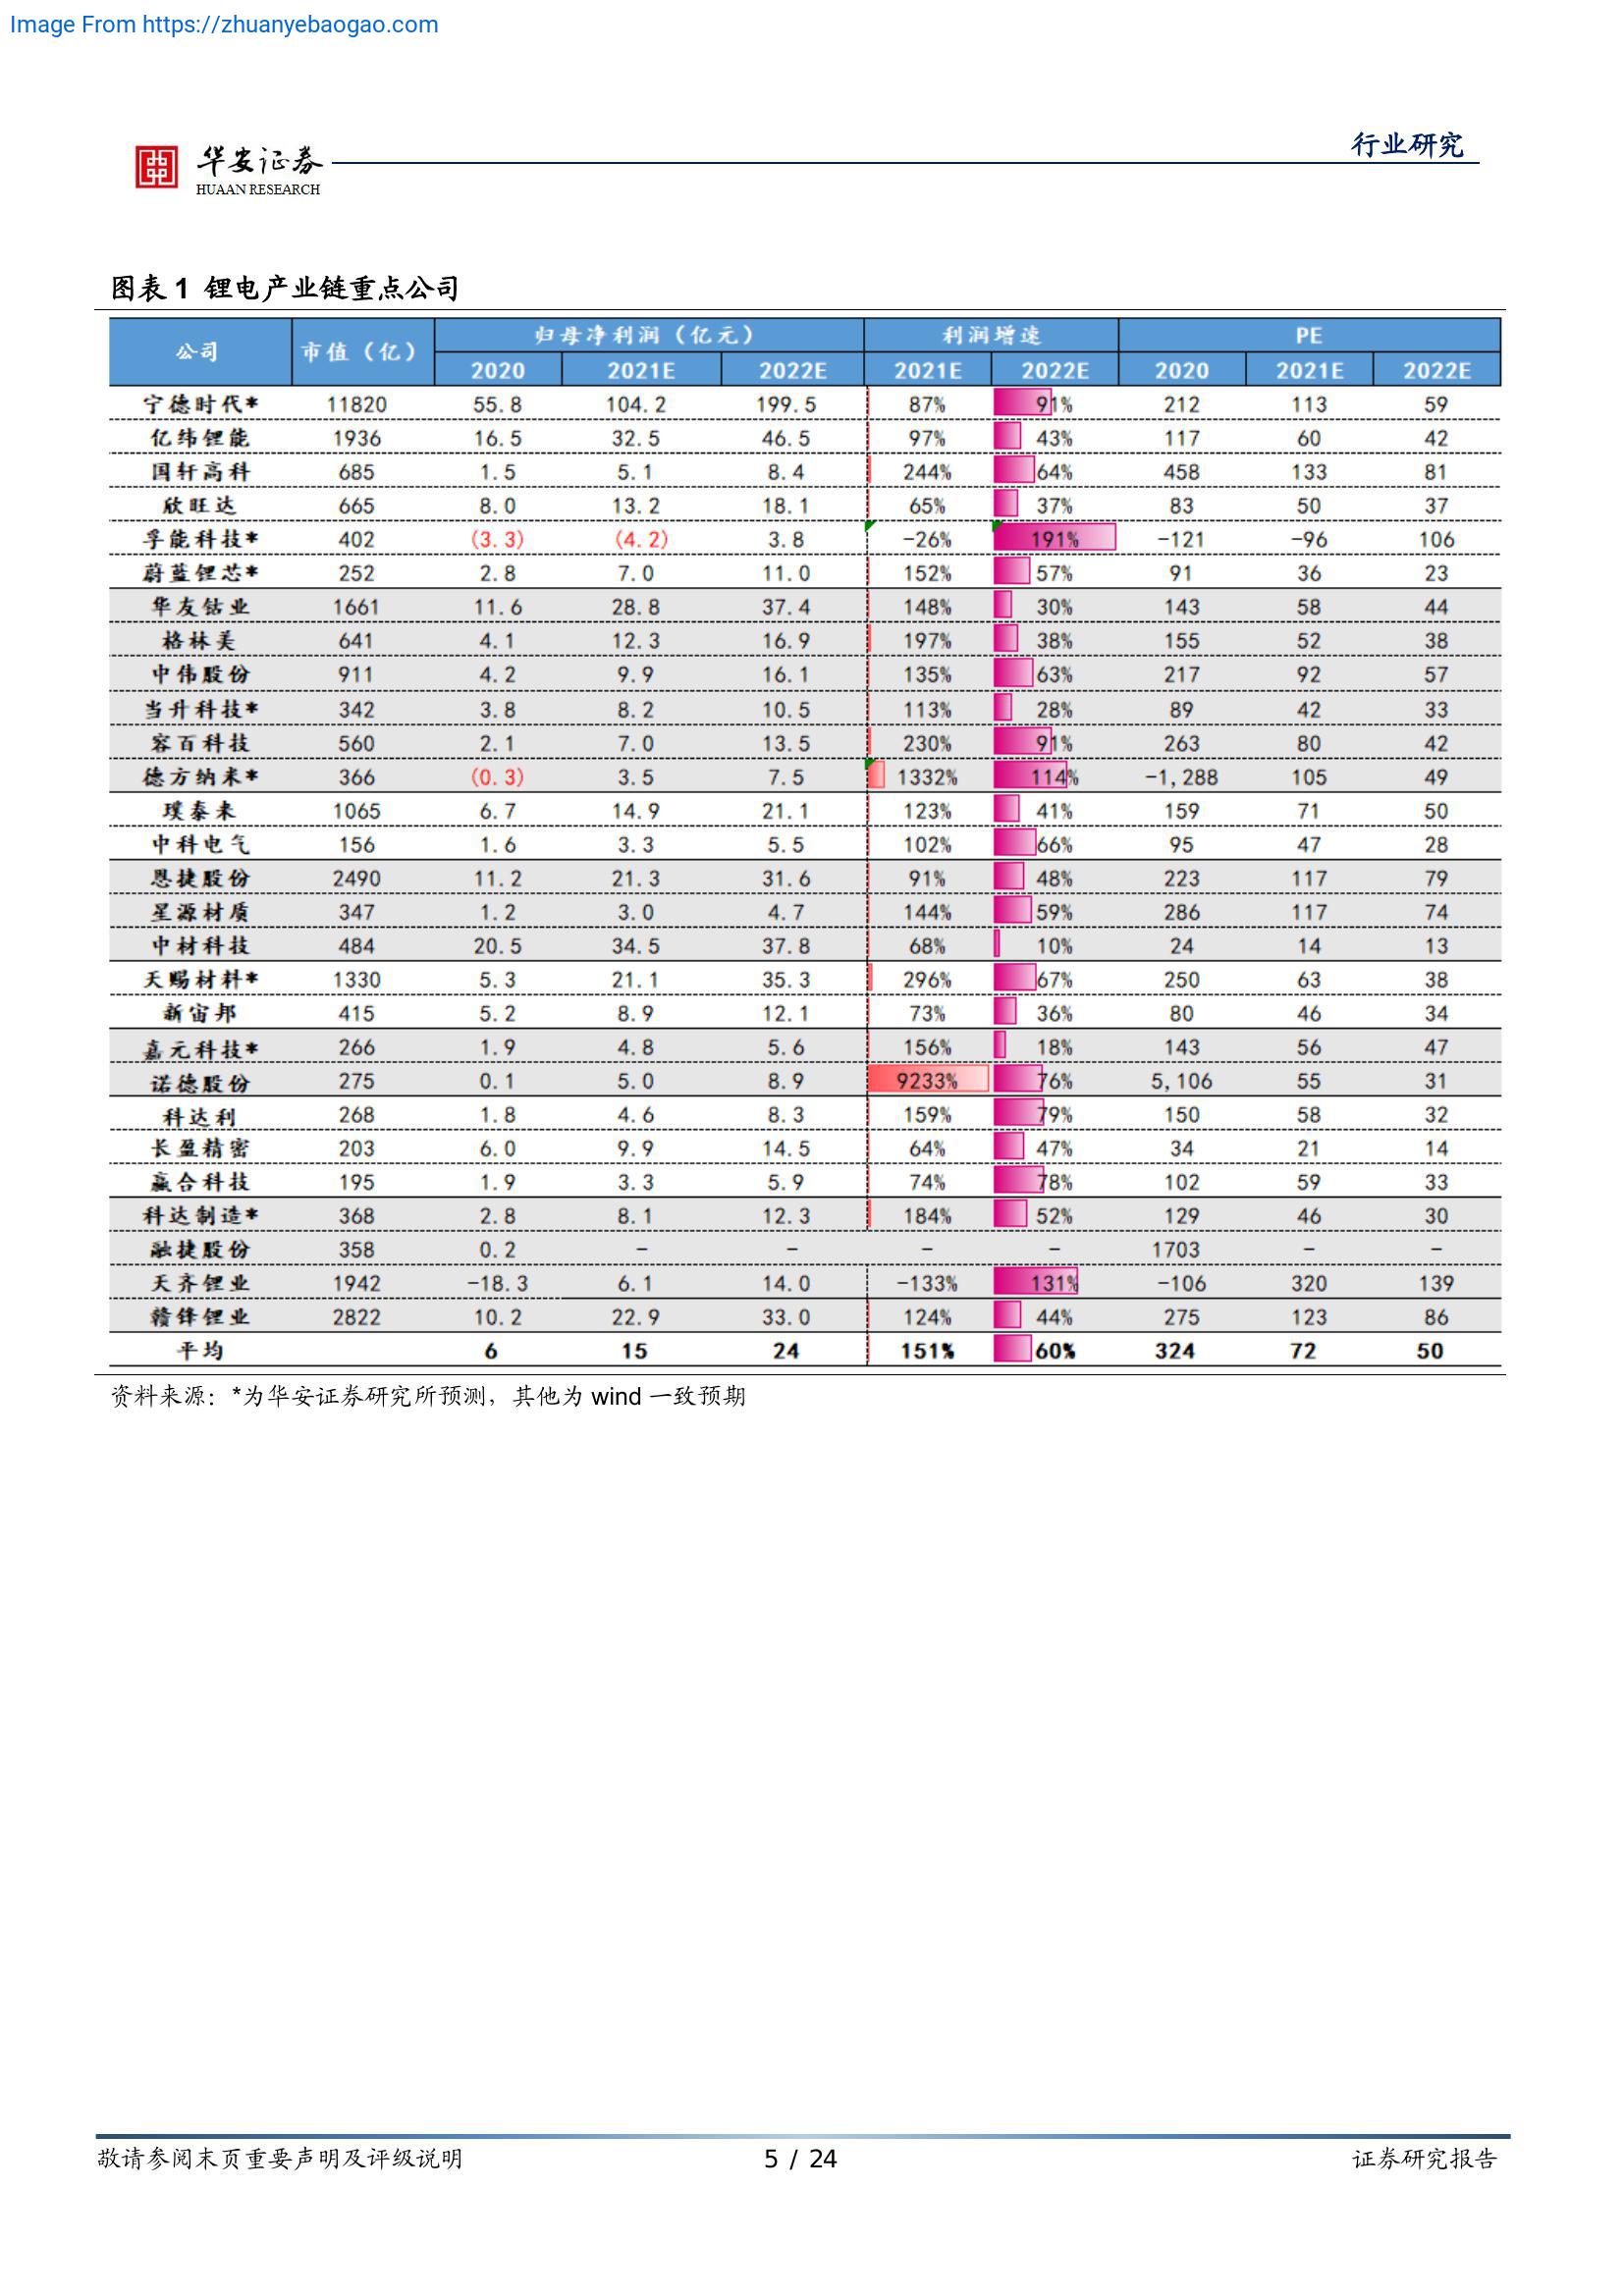 Image From https://zhuanyebaogao.com
华安证券
HUAAN RESEARCH
行业研究
图表 1 锂电产业链重点公司
公司 市值（亿） 归母净利润（亿元） 利润增速 PE
2020 2021E 2022E 2021E 2022E 2020 2021E 2022E
宁德时代* 11820 55.8 104.2 199.5 87% 91% 212 113 59
亿纬锂能 1936 16.5 32.5 46.5 97% 43% 117 60 42
国轩高科 685 1.5 5.1 8.4 244% 64% 458 133 81
欣旺达 665 8.0 13.2 18.1 65% 37% 83 50 37
孚能科技* 402 (3.3) (4.2) 3.8 -26% 191% -121 -96 106
蔚蓝锂芯* 252 2.8 7.0 11.0 152% 57% 91 36 23
华友钴业 1661 11.6 28.8 37.4 148% 30% 143 58 44
格林美 641 4.1 12.3 16.9 197% 38% 155 52 38
中伟股份 911 4.2 9.9 16.1 135% 63% 217 92 57
当升科技* 342 3.8 8.2 10.5 113% 28% 89 42 33
容百科技 560 2.1 7.0 13.5 230% 91% 263 80 42
德方纳米* 366 (0.3) 3.5 7.5 1332% 114% -1,288 105 49
璞泰来 1065 6.7 14.9 21.1 123% 41% 159 71 50
中科电气 156 1.6 3.3 5.5 102% 66% 95 47 28
恩捷股份 2490 11.2 21.3 31.6 91% 48% 223 117 79
星源材质 347 1.2 3.0 4.7 144% 59% 286 117 74
中材科技 484 20.5 34.5 37.8 68% 10% 24 14 13
天赐材料* 1330 5.3 21.1 35.3 296% 67% 250 63 38
新宙邦 415 5.2 8.9 12.1 73% 36% 80 46 34
嘉元科技* 266 1.9 4.8 5.6 156% 18% 143 56 47
诺德股份 275 0.1 5.0 8.9 9233% 76% 5,106 55 31
科达利 268 1.8 4.6 8.3 159% 79% 150 58 32
长盈精密 203 6.0 9.9 14.5 64% 47% 34 21 14
赢合科技 195 1.9 3.3 5.9 74% 78% 102 59 33
科达制造* 368 2.8 8.1 12.3 184% 52% 129 46 30
融捷股份 358 0.2 - - - - 1703 - -
天齐锂业 1942 -18.3 6.1 14.0 -133% 131% -106 320 139
赣锋锂业 2822 10.2 22.9 33.0 124% 44% 275 123 86
平均 6 15 24 151% 60% 324 72 50
资料来源：*为华安证券研究所预测，其他为 wind 一致预期
敬请参阅末页重要声明及评级说明 5 / 24 证券研究报告